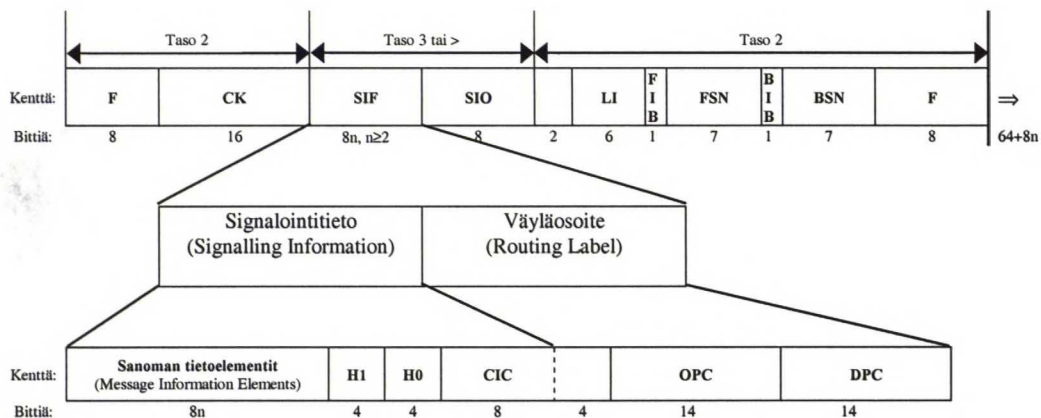 Taso 2 Taso 3 tai > Taso 2
Kenttä: F CK SIF SIO LI FIB FSN BIB BSN F ⇒
Bittiä: 8 16 8n, n≥2 8 2 6 1 7 1 7 8 64+8n
Signalointitieto Väyläosoite
(Signalling Information) (Routing Label)
Kenttä: Sanoman tietoelementit H1 H0 CIC OPC DPC
(Message Information Elements)
Bittiä: 8n 4 4 8 4 14 14